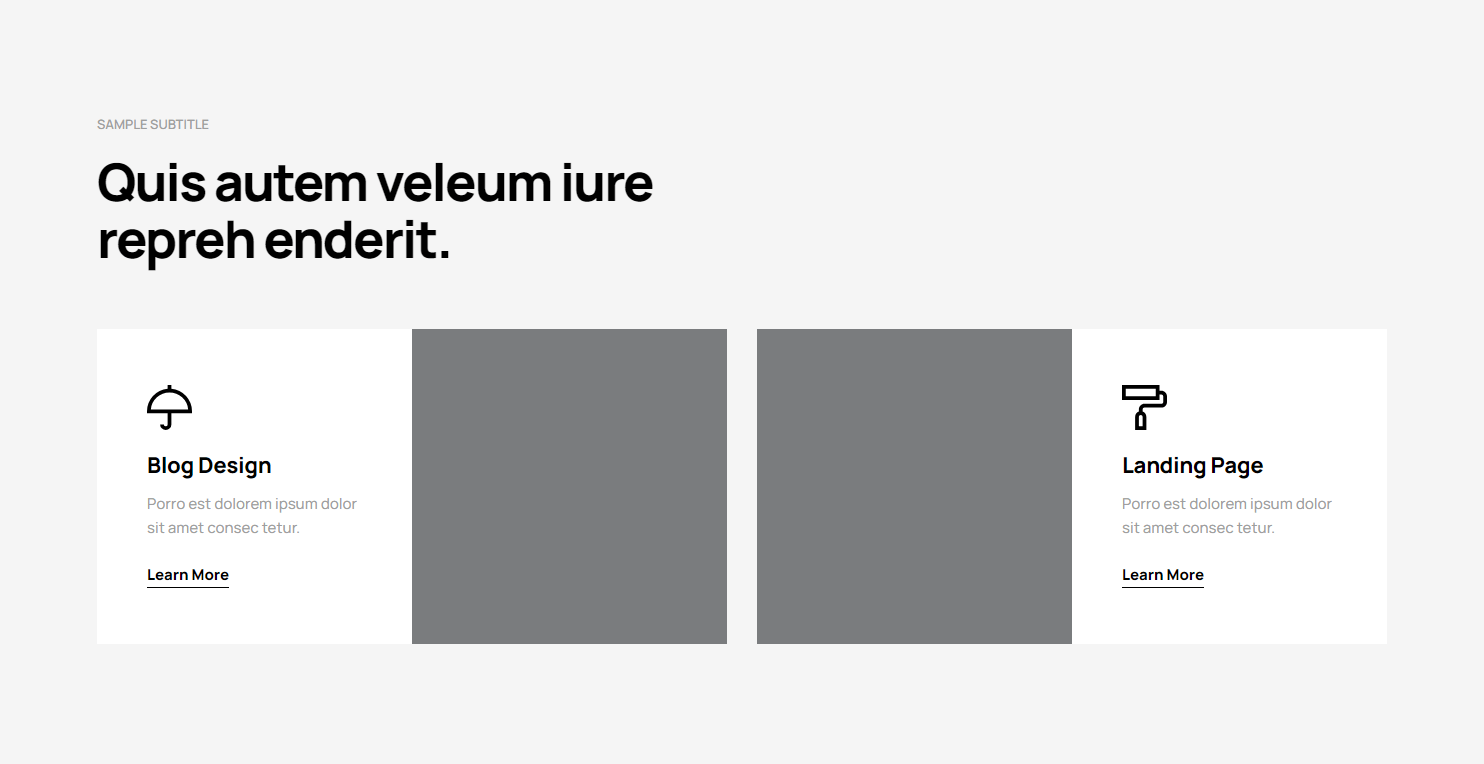 SAMPLE SUBTITLE
Quis autem veleum iure
repreh enderit.
Blog Design
Porro est dolorem ipsum dolor
sit amet consec tetur.
Learn More
Landing Page
Porro est dolorem ipsum dolor
sit amet consec tetur.
Learn More